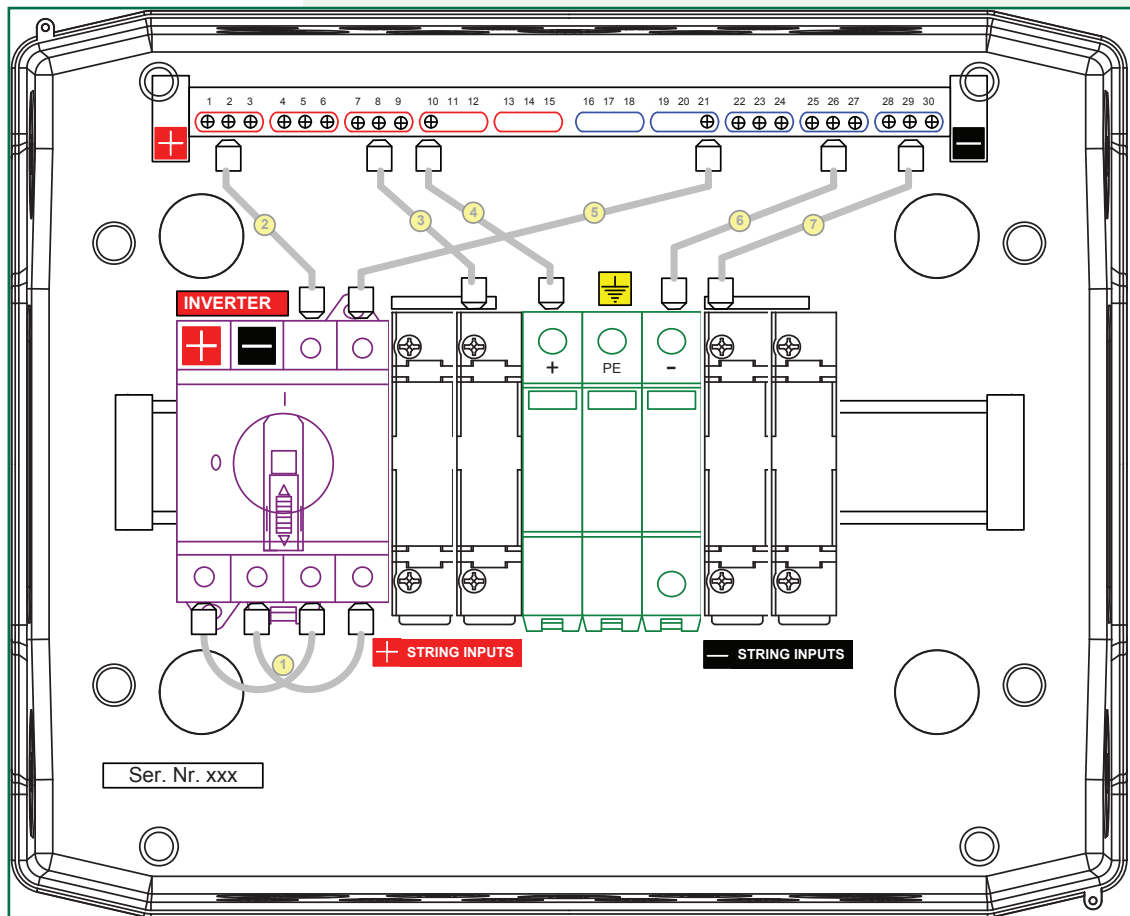 1 2 3 4 5 6 7 8 9 10 11 12 13 14 15 16 17 18 19 20 21 22 23 24 25 26 27 28 29 30
+ −
2 3 4 5 6 7
INVERTER
+ −
+ PE -
I
0
1
+ STRING INPUTS
− STRING INPUTS
Ser. Nr. xxx